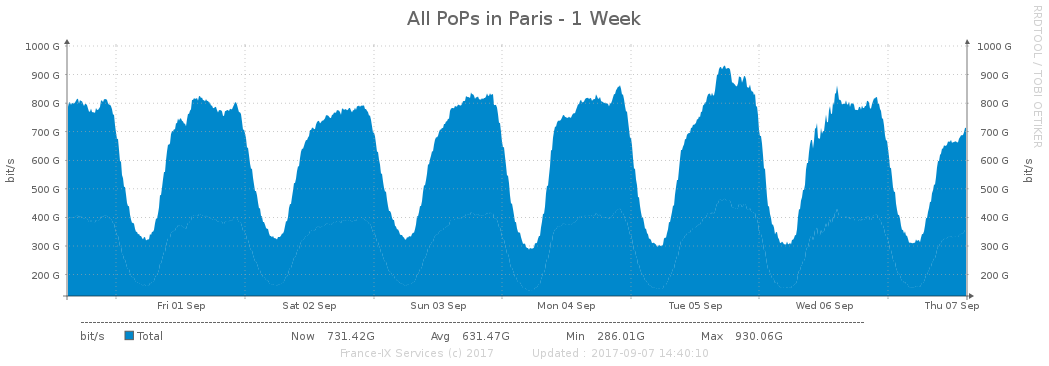 All PoPs in Paris - 1 Week
RRDTOOL / TOBI OETIKER
bit/s
1000 G
900 G
800 G
700 G
600 G
500 G
400 G
300 G
200 G
1000 G
900 G
800 G
700 G
600 G
500 G
400 G
300 G
200 G
bit/s
Fri 01 Sep Sat 02 Sep Sun 03 Sep Mon 04 Sep Tue 05 Sep Wed 06 Sep Thu 07 Sep
bit/s Total Now 731.42G Avg 631.47G Min 286.01G Max 930.06G
France-IX Services (c) 2017 Updated : 2017-09-07 14:40:10